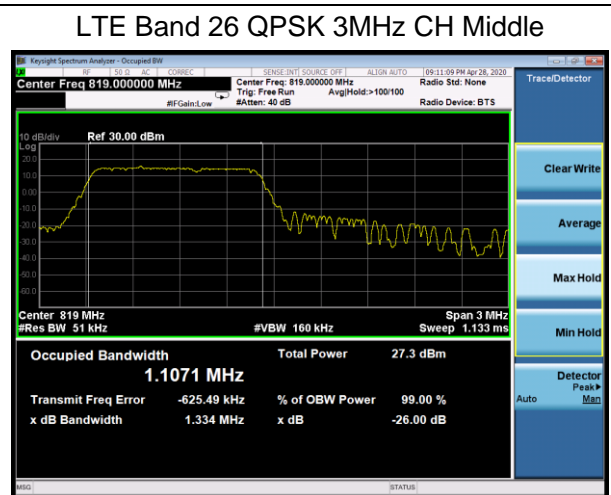 LTE Band 26 QPSK 3MHz CH Middle
Keysight Spectrum Analyzer - Occupied BW
RF 50 Ω AC CORREC SENSE:INT SOURCE OFF ALIGN AUTO 09:11:09 PM Apr 28, 2020
Center Freq 819.000000 MHz
Center Freq: 819.000000 MHz Radio Std: None
Trig: Free Run Avg|Hold:>100/100
#IFGain:Low #Atten: 40 dB Radio Device: BTS
Trace/Detector
10 dB/div Ref 30.00 dBm
Log
20.0
10.0
0.00
-10.0
-20.0
-30.0
-40.0
-50.0
-60.0
Center 819 MHz Span 3 MHz
#Res BW 51 kHz #VBW 160 kHz Sweep 1.133 ms
Occupied Bandwidth Total Power 27.3 dBm
1.1071 MHz
Transmit Freq Error -625.49 kHz % of OBW Power 99.00 %
x dB Bandwidth 1.334 MHz x dB -26.00 dB
Clear Write
Average
Max Hold
Min Hold
Detector
Peak▶
Auto Man
MSG STATUS